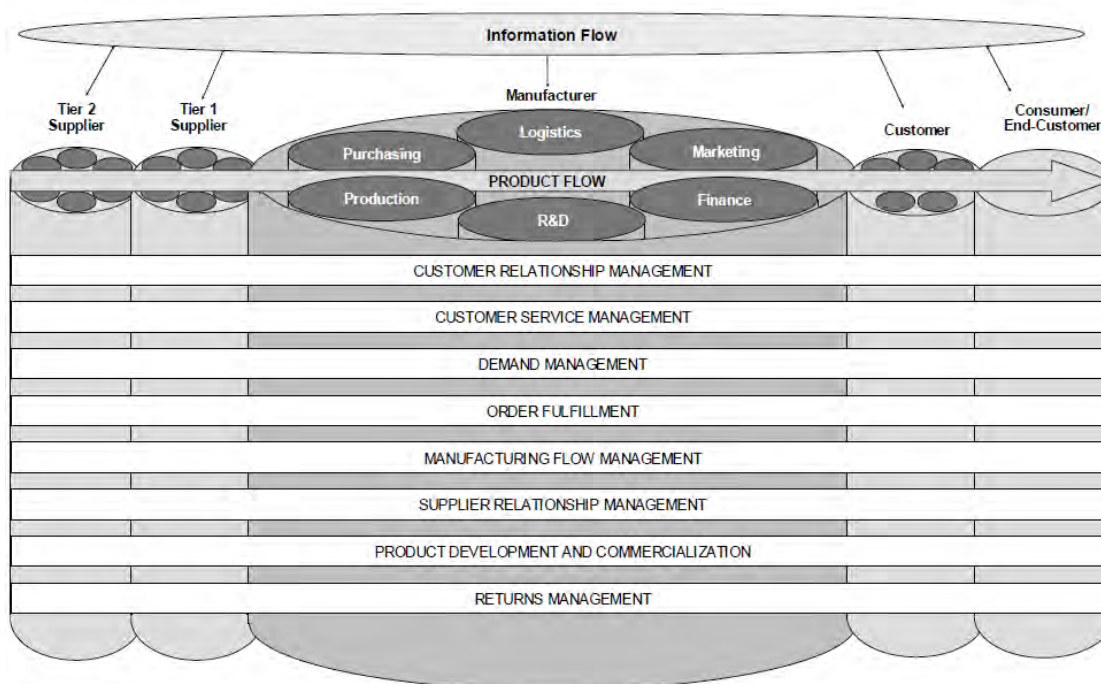 Information Flow
Tier 2
Supplier
Tier 1
Supplier
Manufacturer
Customer
Consumer/
End-Customer
Logistics
Purchasing
Marketing
PRODUCT FLOW
Production
Finance
R&D
CUSTOMER RELATIONSHIP MANAGEMENT
CUSTOMER SERVICE MANAGEMENT
DEMAND MANAGEMENT
ORDER FULFILLMENT
MANUFACTURING FLOW MANAGEMENT
SUPPLIER RELATIONSHIP MANAGEMENT
PRODUCT DEVELOPMENT AND COMMERCIALIZATION
RETURNS MANAGEMENT